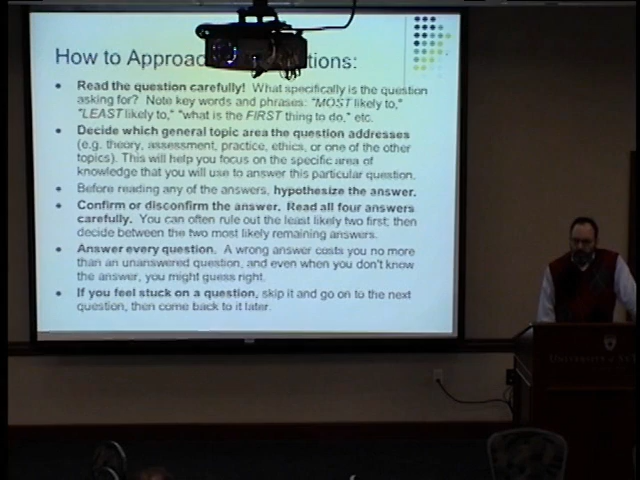 How to Approac tions:
Read the question carefully! What specifically is the question
asking for? Note key words and phrases: "MOST likely to,"
"LEAST likely to," "what is the FIRST thing to do," etc.
Decide which general topic area the question addresses
(e.g. theory, assessment, practice, ethics, or one of the other
topics). This will help you focus on the specific area of
knowledge that you will use to answer this particular question.
Before reading any of the answers, hypothesize the answer.
Confirm or disconfirm the answer. Read all four answers
carefully. You can often rule out the least likely two first; then
decide between the two most likely remaining answers.
Answer every question. A wrong answer costs you no more
than an unanswered question, and even when you don't know
the answer, you might guess right.
If you feel stuck on a question, skip it and go on to the next
question, then come back to it later.
UNIVERSITY